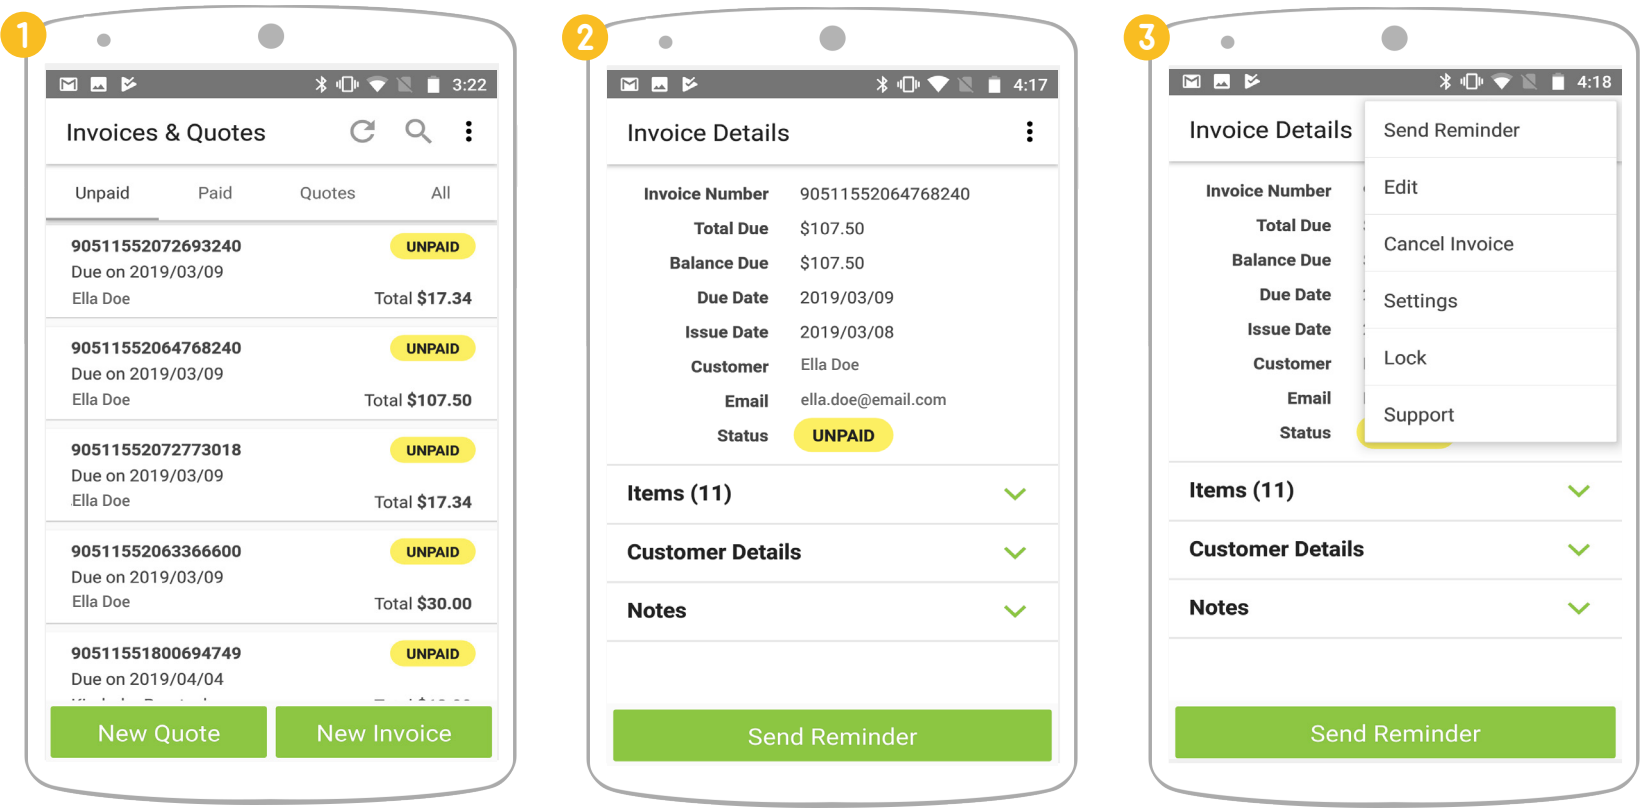 1
3:22
Invoices & Quotes
Unpaid Paid Quotes All
90511552072693240 UNPAID
Due on 2019/03/09
Ella Doe Total $17.34
90511552064768240 UNPAID
Due on 2019/03/09
Ella Doe Total $107.50
90511552072773018 UNPAID
Due on 2019/03/09
Ella Doe Total $17.34
90511552063366600 UNPAID
Due on 2019/03/09
Ella Doe Total $30.00
90511551800694749 UNPAID
Due on 2019/04/04
New Quote New Invoice
2
4:17
Invoice Details
Invoice Number 90511552064768240
Total Due $107.50
Balance Due $107.50
Due Date 2019/03/09
Issue Date 2019/03/08
Customer Ella Doe
Email ella.doe@email.com
Status UNPAID
Items (11)
Customer Details
Notes
Send Reminder
3
4:18
Invoice Details
Send Reminder
Edit
Cancel Invoice
Settings
Lock
Support
Invoice Number
Total Due
Balance Due
Due Date
Issue Date
Customer
Email
Status
Items (11)
Customer Details
Notes
Send Reminder